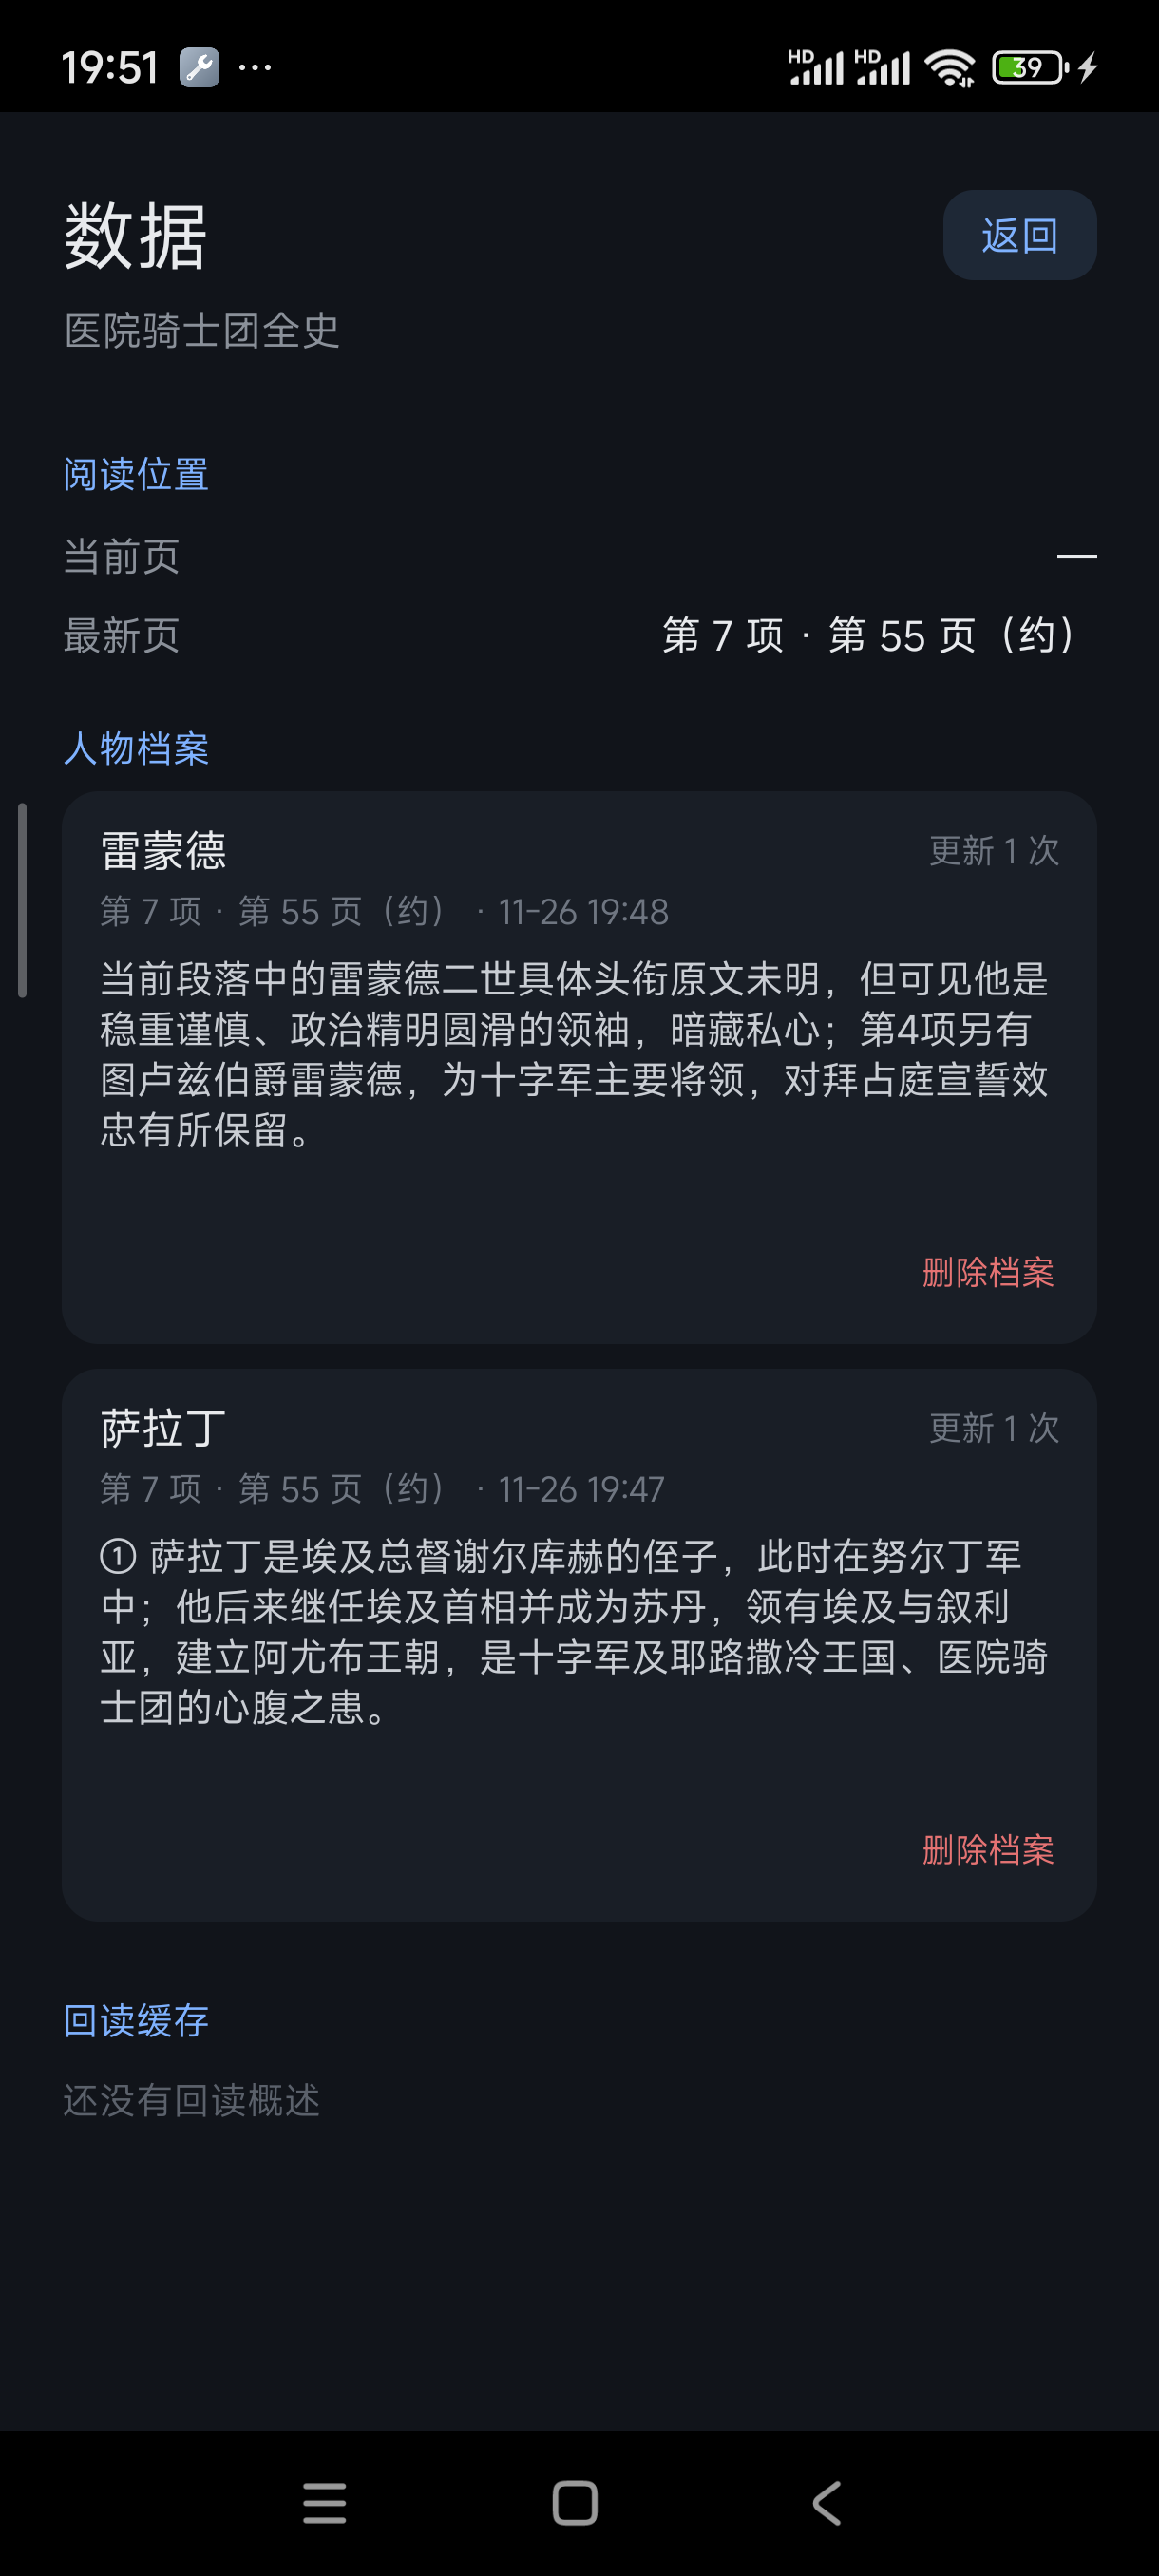 19:51
HD HD 39
数据
返回
医院骑士团全史
阅读位置
当前页 —
最新页 第 7 项 · 第 55 页（约）
人物档案
雷蒙德 更新 1 次
第 7 项 · 第 55 页（约） · 11-26 19:48
当前段落中的雷蒙德二世具体头衔原文未明，但可见他是
稳重谨慎、政治精明圆滑的领袖，暗藏私心；第4项另有
图卢兹伯爵雷蒙德，为十字军主要将领，对拜占庭宣誓效
忠有所保留。
删除档案
萨拉丁 更新 1 次
第 7 项 · 第 55 页（约） · 11-26 19:47
① 萨拉丁是埃及总督谢尔库赫的侄子，此时在努尔丁军
中；他后来继任埃及首相并成为苏丹，领有埃及与叙利
亚，建立阿尤布王朝，是十字军及耶路撒冷王国、医院骑
士团的心腹之患。
删除档案
回读缓存
还没有回读概述